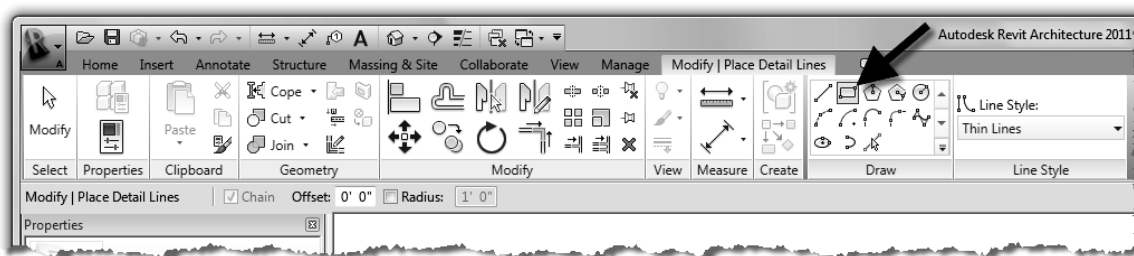 Autodesk Revit Architecture 2011
Home Insert Annotate Structure Massing & Site Collaborate View Manage Modify | Place Detail Lines
Modify Paste Cope Cut Join Line Style:
Thin Lines
Select Properties Clipboard Geometry Modify View Measure Create Draw Line Style
Modify | Place Detail Lines Chain Offset: 0' 0" Radius: 1' 0"
Properties